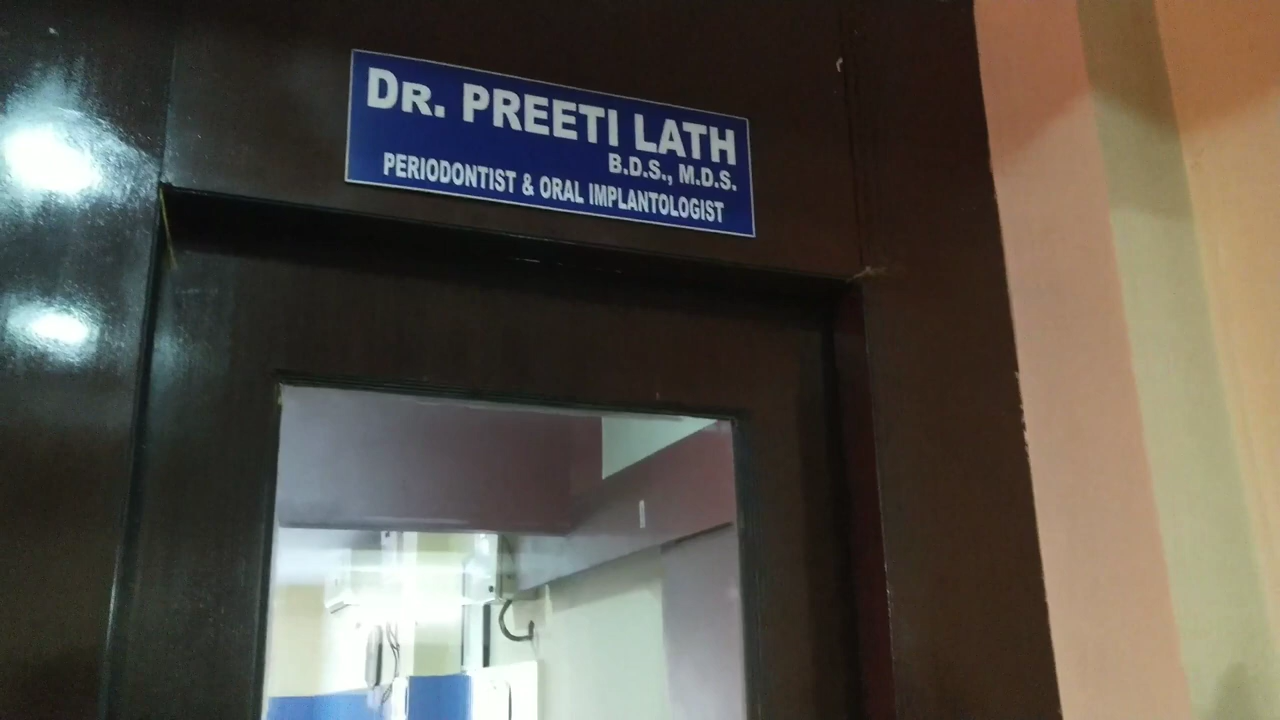 DR. PREETI LATH
B.D.S., M.D.S.
PERIODONTIST & ORAL IMPLANTOLOGIST